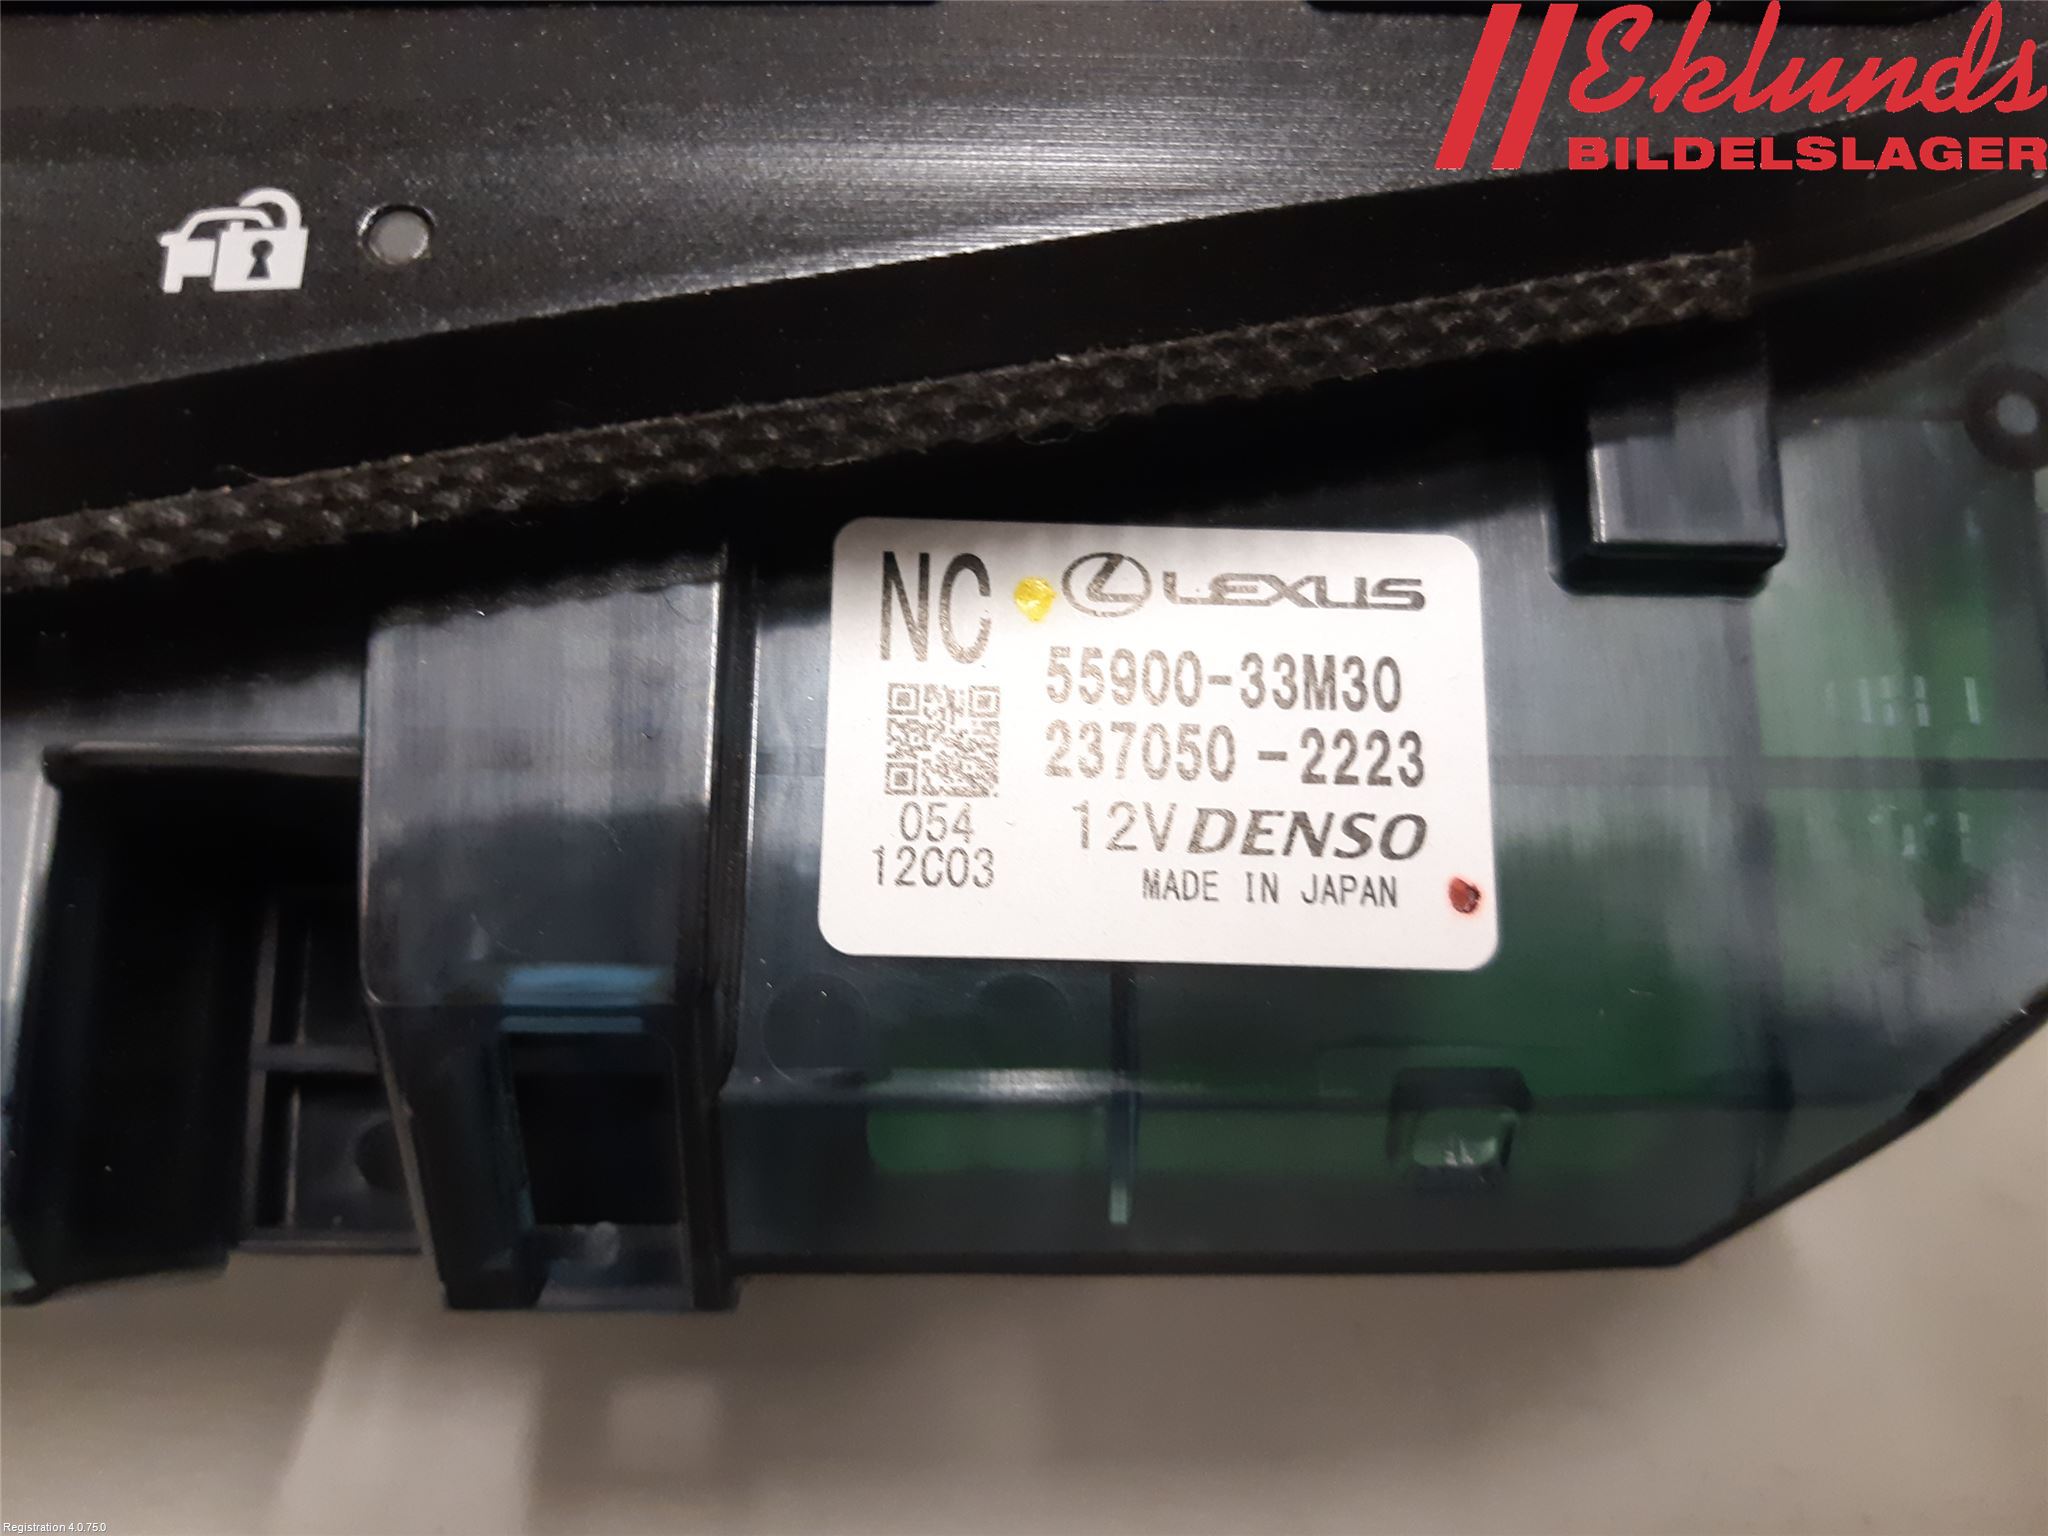 Eklunds
BILDELSLAGER
NC LEXUS
55900-33M30
237050-2223
054
12C03
12V DENSO
MADE IN JAPAN
Registration 4.0.75.0